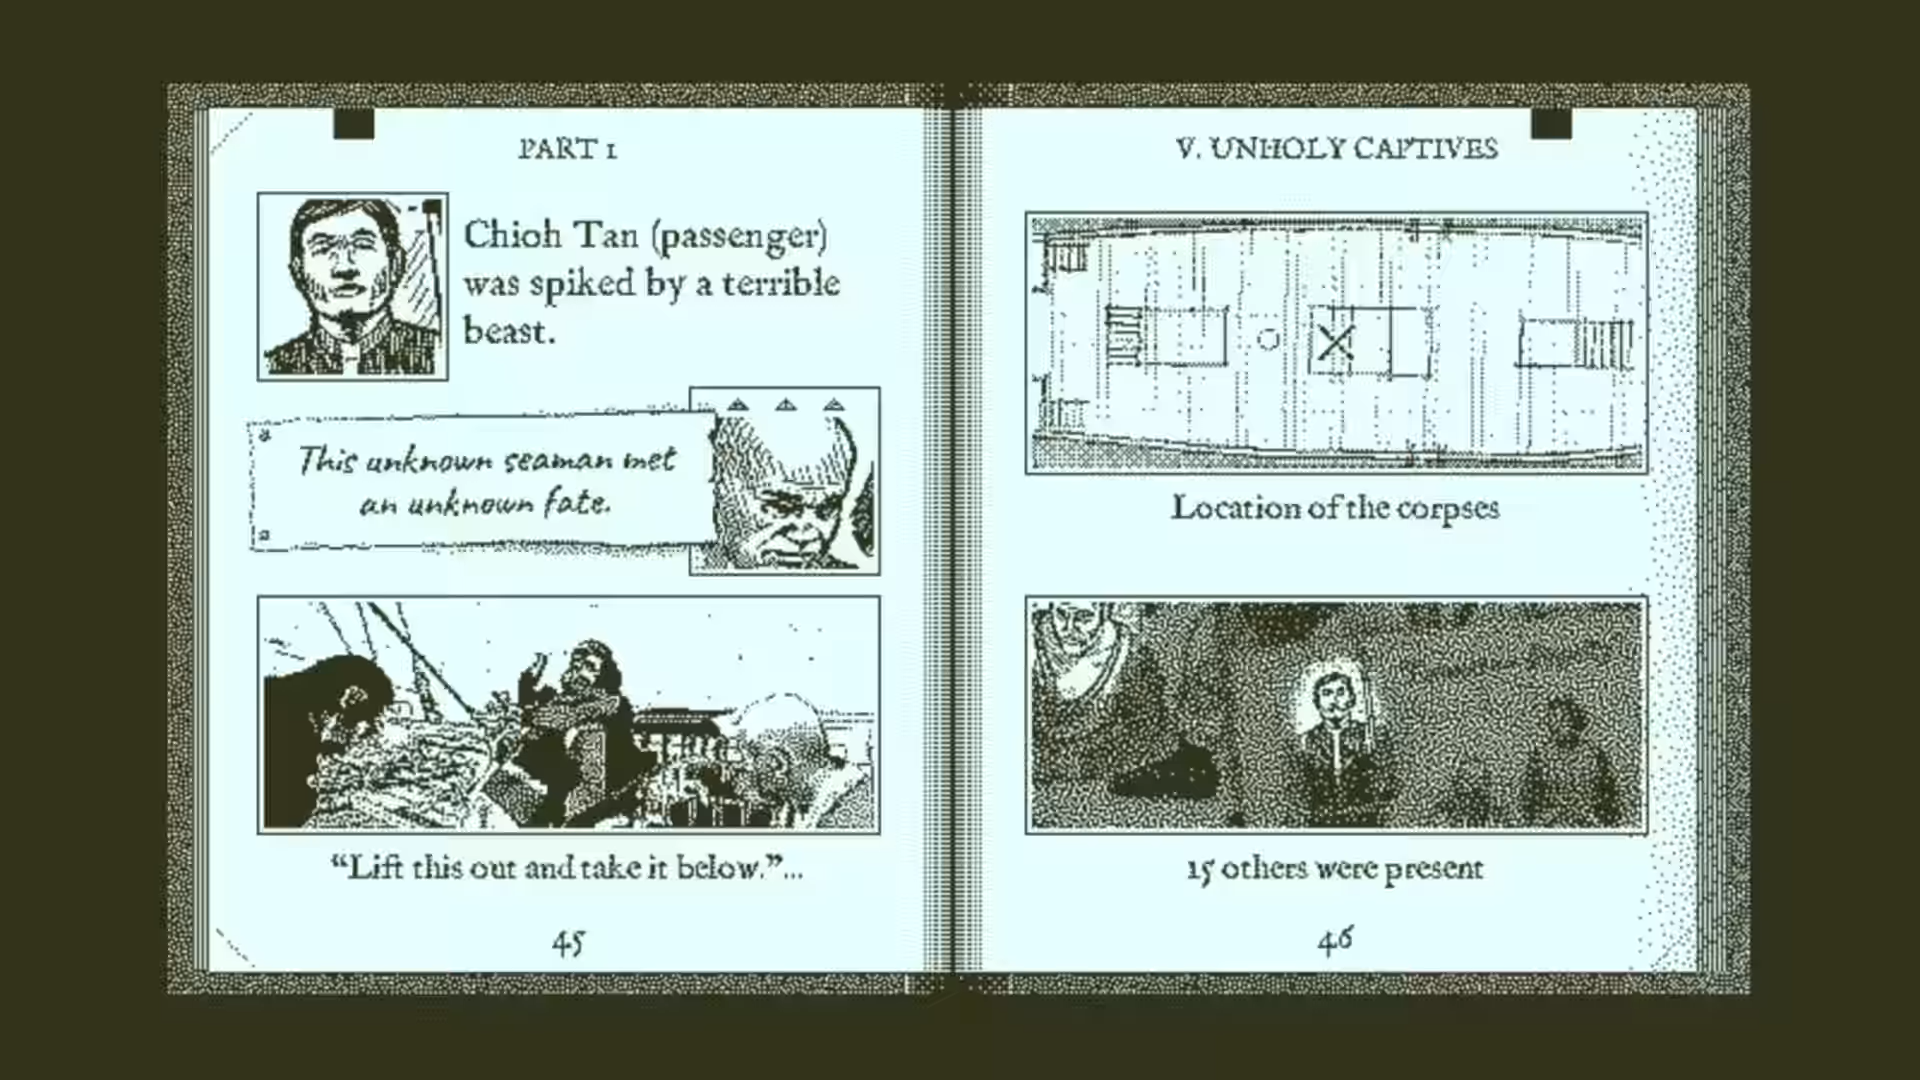 PART 1
Chioh Tan (passenger)
was spiked by a terrible
beast.
This unknown seaman met
an unknown fate.
"Lift this out and take it below."...
45
V. UNHOLY CAPTIVES
Location of the corpses
15 others were present
46